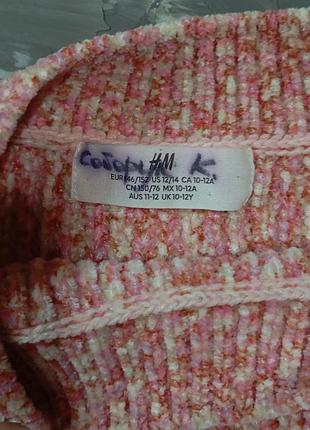 H&M К.
EUR 146/152 US 12/14 CA 10-12A
CN 150/76 MX 10-12A
AUS 11-12 UK 10-12Y